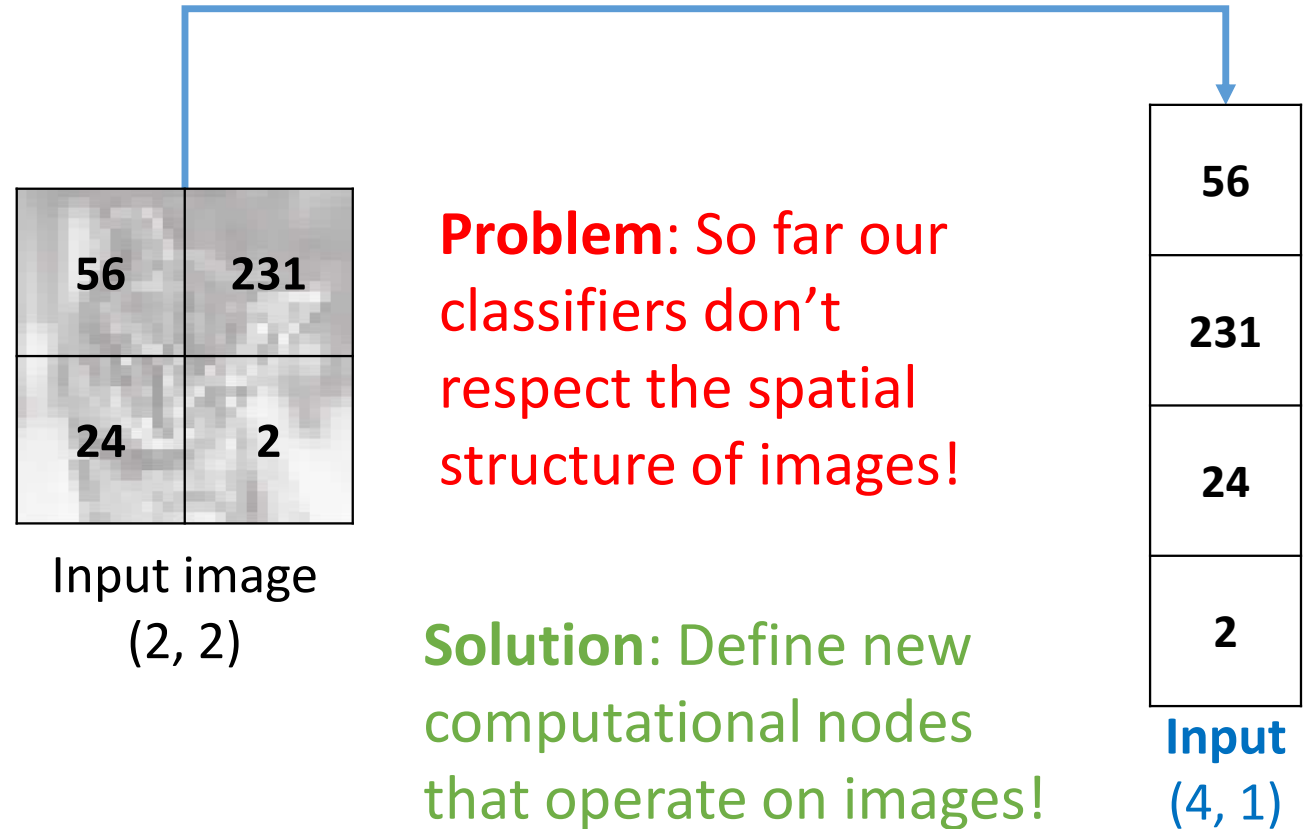 56 231
24 2
Input image
(2, 2)
Problem: So far our
classifiers don’t
respect the spatial
structure of images!
Solution: Define new
computational nodes
that operate on images!
56
231
24
2
Input
(4, 1)